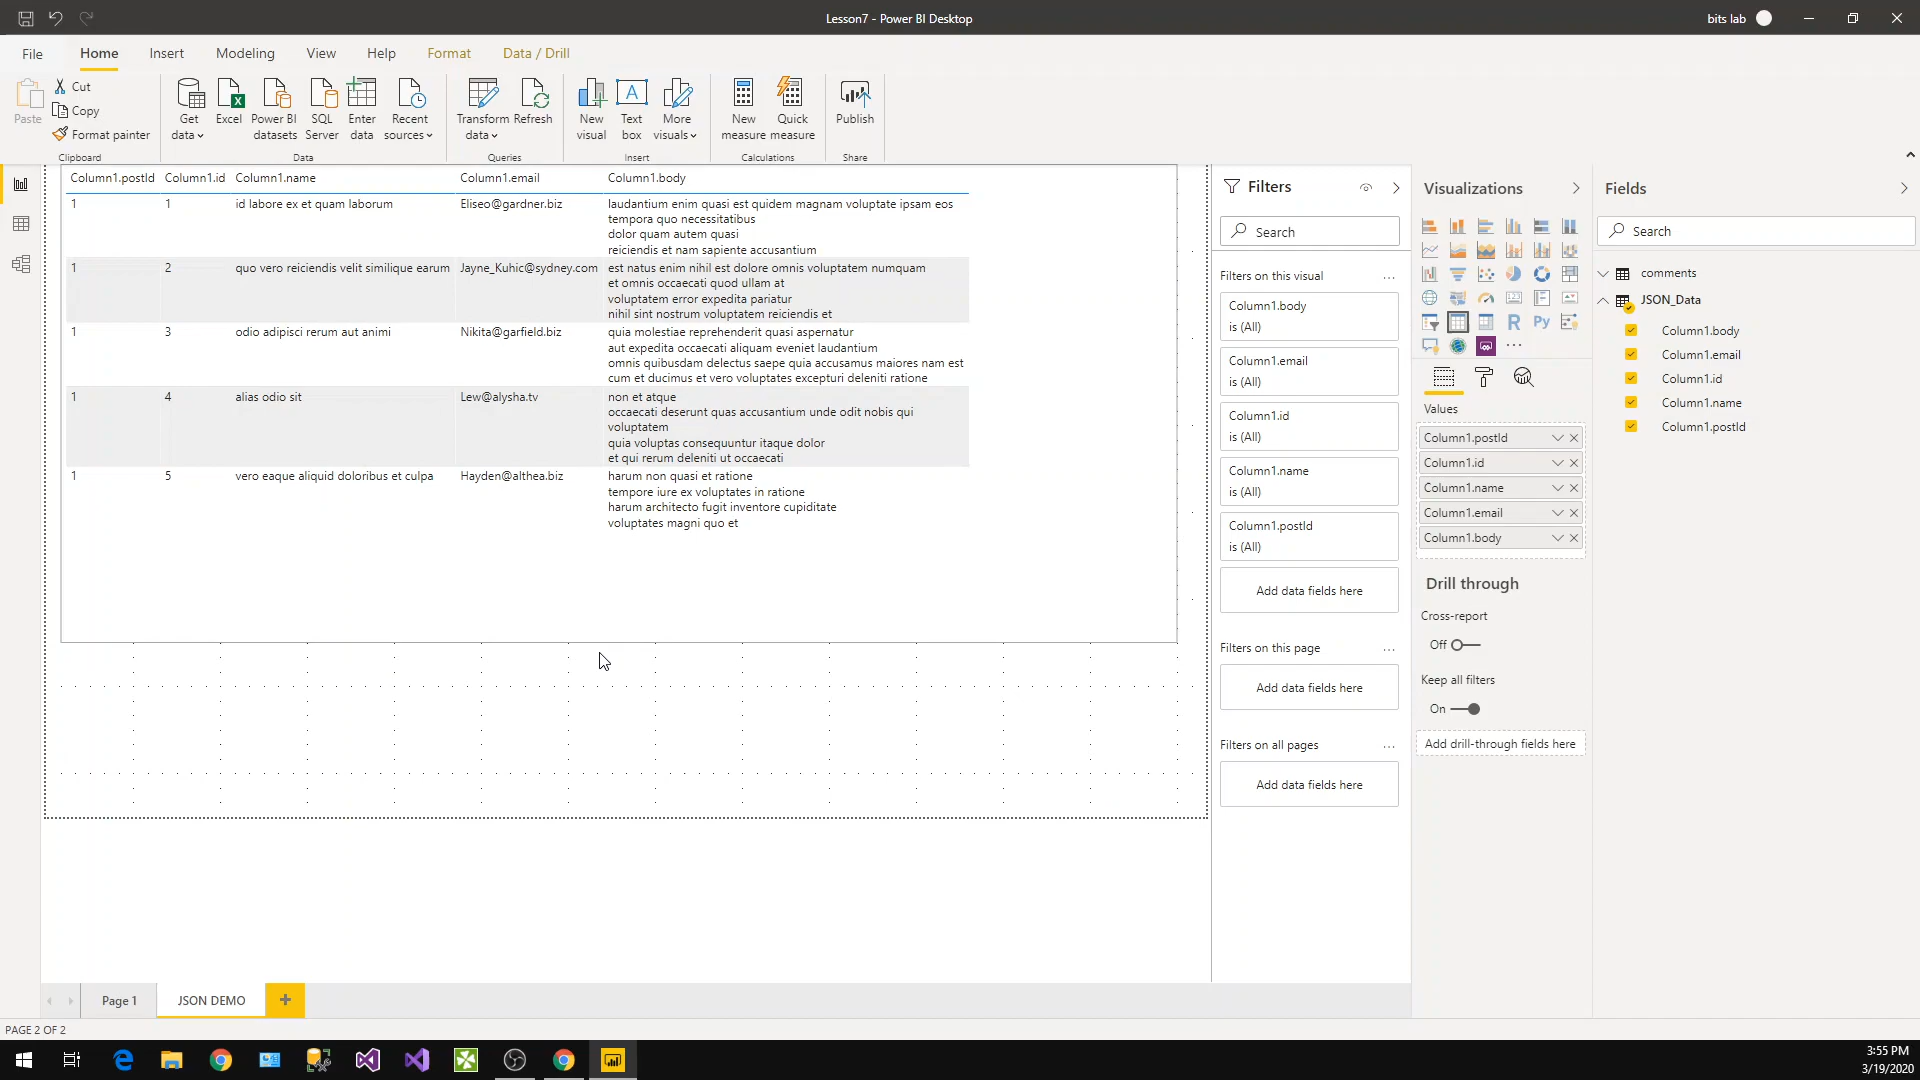 Lesson7 - Power BI Desktop
bits lab
File
Home
Insert
Modeling
View
Help
Format
Data / Drill
Paste
Cut
Copy
Format painter
Clipboard
Get data
Excel
Power BI datasets
SQL Server
Enter data
Recent sources
Data
Transform data
Refresh
Queries
New visual
Text box
More visuals
Insert
New measure
Quick measure
Calculations
Publish
Share
Column1.postId Column1.id Column1.name Column1.email Column1.body
1 1 id labore ex et quam laborum Eliseo@gardner.biz laudantium enim quasi est quidem magnam voluptate ipsam eos
tempora quo necessitatibus
dolor quam autem quasi
reiciendis et nam sapiente accusantium
1 2 quo vero reiciendis velit similique earum Jayne_Kuhic@sydney.com est natus enim nihil est dolore omnis voluptatem numquam
et omnis occaecati quod ullam at
voluptatem error expedita pariatur
nihil sint nostrum voluptatem reiciendis et
1 3 odio adipisci rerum aut animi Nikita@garfield.biz quia molestiae reprehenderit quasi aspernatur
aut expedita occaecati aliquam eveniet laudantium
omnis quibusdam delectus saepe quia accusamus maiores nam est
cum et ducimus et vero voluptates excepturi deleniti ratione
1 4 alias odio sit Lew@alysha.tv non et atque
occaecati deserunt quas accusantium unde odit nobis qui
voluptatem
quia voluptas consequuntur itaque dolor
et qui rerum deleniti ut occaecati
1 5 vero eaque aliquid doloribus et culpa Hayden@althea.biz harum non quasi et ratione
tempore iure ex voluptates in ratione
harum architecto fugit inventore cupiditate
voluptates magni quo et
Filters
Search
Filters on this visual ...
Column1.body
is (All)
Column1.email
is (All)
Column1.id
is (All)
Column1.name
is (All)
Column1.postId
is (All)
Add data fields here
Filters on this page ...
Add data fields here
Filters on all pages ...
Add data fields here
Visualizations
R Py
...
Values
Column1.postId
Column1.id
Column1.name
Column1.email
Column1.body
Drill through
Cross-report
Off
Keep all filters
On
Add drill-through fields here
Fields
Search
comments
JSON_Data
Column1.body
Column1.email
Column1.id
Column1.name
Column1.postId
Page 1
JSON DEMO
+
PAGE 2 OF 2
3:55 PM
3/19/2020